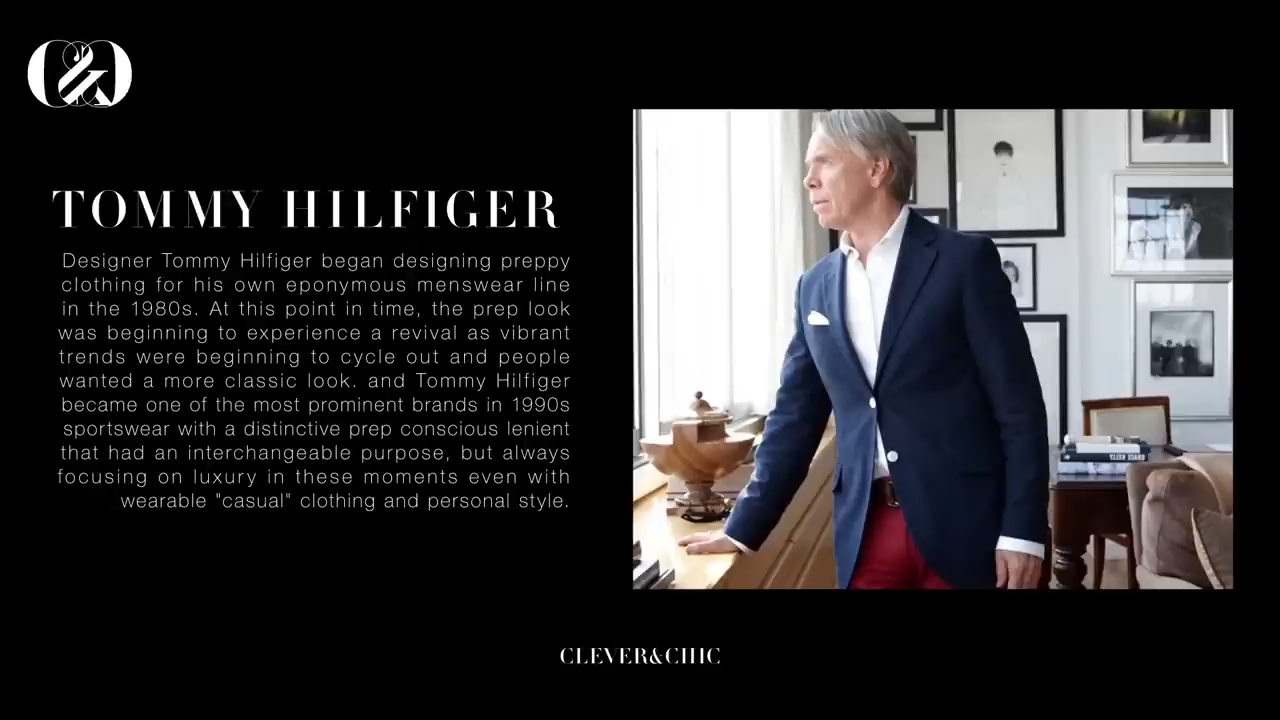 TOMMY HILFIGER
Designer Tommy Hilfiger began designing preppy
clothing for his own eponymous menswear line
in the 1980s. At this point in time, the prep look
was beginning to experience a revival as vibrant
trends were beginning to cycle out and people
wanted a more classic look. and Tommy Hilfiger
became one of the most prominent brands in 1990s
sportswear with a distinctive prep conscious lenient
that had an interchangeable purpose, but always
focusing on luxury in these moments even with
wearable "casual" clothing and personal style.
GRACE KELLY
CLEVER&CHIC